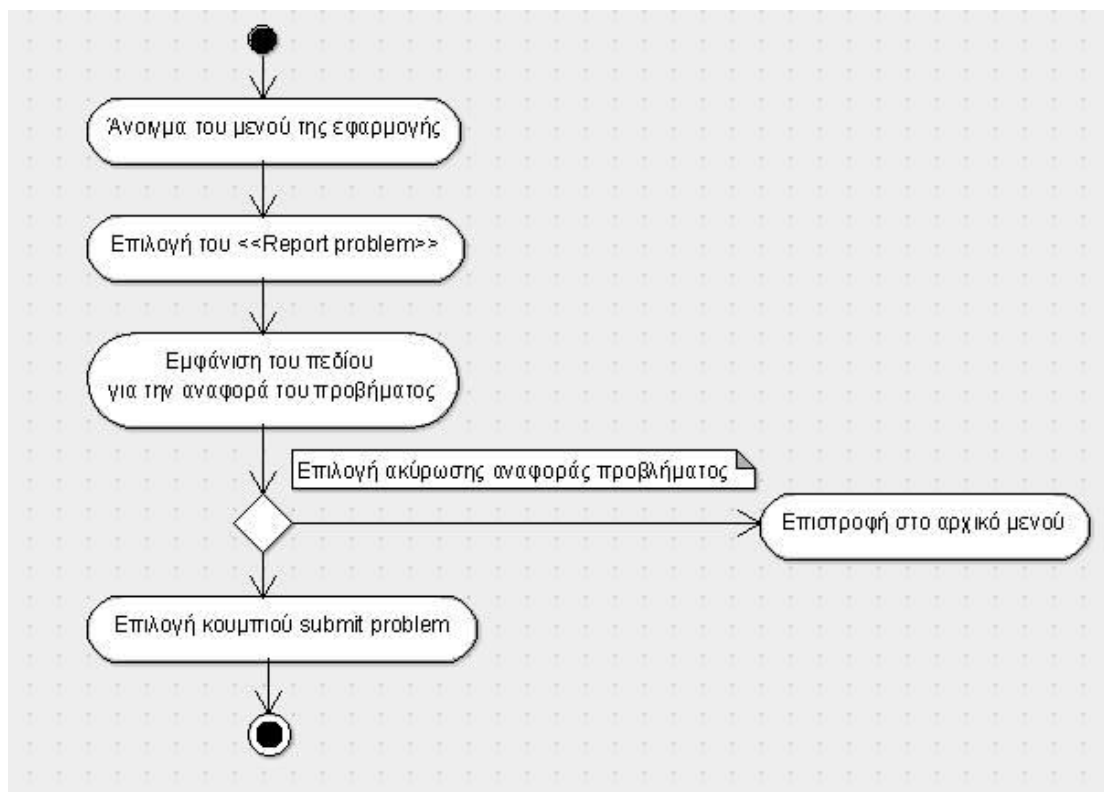 Άνοιγμα του μενού της εφαρμογής
Επιλογή του <<Report problem>>
Εμφάνιση του πεδίου
για την αναφορά του προβήματος
Επιλογή ακύρωσης αναφοράς προβλήματος
Επιστροφή στο αρχικό μενού
Επιλογή κουμπιού submit problem